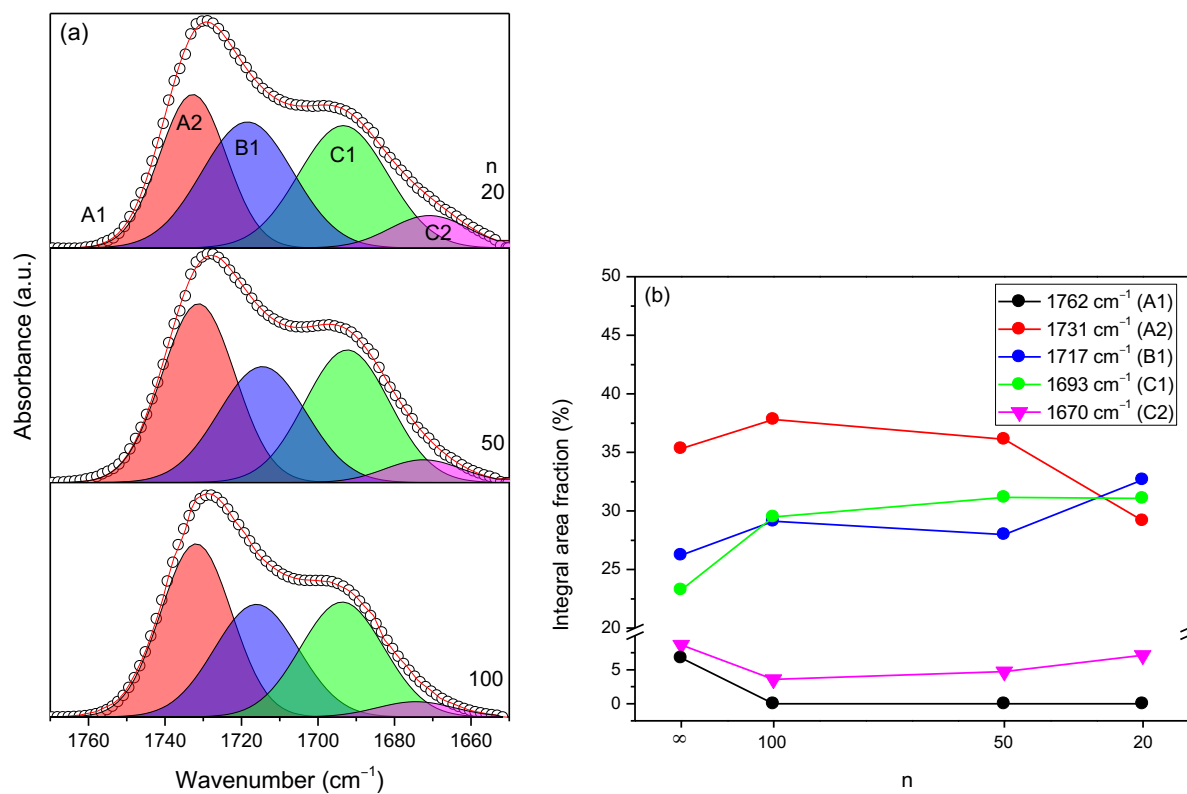 (a)
A2
B1
C1
n
20
A1
C2
50
100
Absorbance (a.u.)
1760 1740 1720 1700 1680 1660
Wavenumber (cm⁻¹)
(b)
1762 cm⁻¹ (A1)
1731 cm⁻¹ (A2)
1717 cm⁻¹ (B1)
1693 cm⁻¹ (C1)
1670 cm⁻¹ (C2)
Integral area fraction (%)
50
45
40
35
30
25
20
5
0
∞ 100 50 20
n